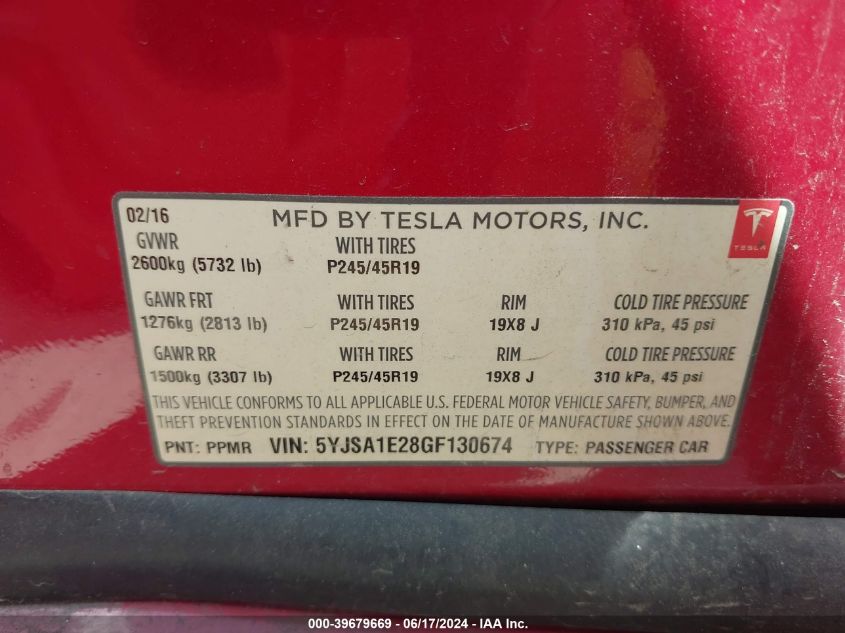 02/16 MFD BY TESLA MOTORS, INC.
TESLA
GVWR WITH TIRES
2600kg (5732 lb) P245/45R19
GAWR FRT WITH TIRES RIM COLD TIRE PRESSURE
1276kg (2813 lb) P245/45R19 19X8 J 310 kPa, 45 psi
GAWR RR WITH TIRES RIM COLD TIRE PRESSURE
1500kg (3307 lb) P245/45R19 19X8 J 310 kPa, 45 psi
THIS VEHICLE CONFORMS TO ALL APPLICABLE U.S. FEDERAL MOTOR VEHICLE SAFETY, BUMPER, AND
THEFT PREVENTION STANDARDS IN EFFECT ON THE DATE OF MANUFACTURE SHOWN ABOVE.
PNT: PPMR VIN: 5YJSA1E28GF130674 TYPE: PASSENGER CAR
000-39679669 - 06/17/2024 - IAA Inc.